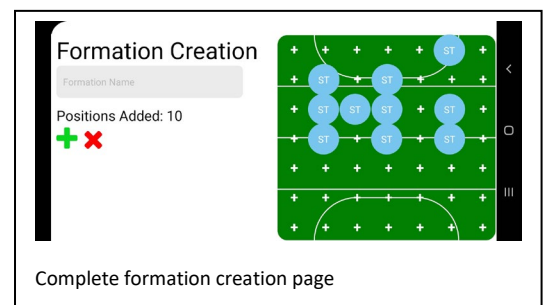 Formation Creation
Formation Name
Positions Added: 10
ST
ST ST
ST ST ST ST
ST ST ST
Complete formation creation page